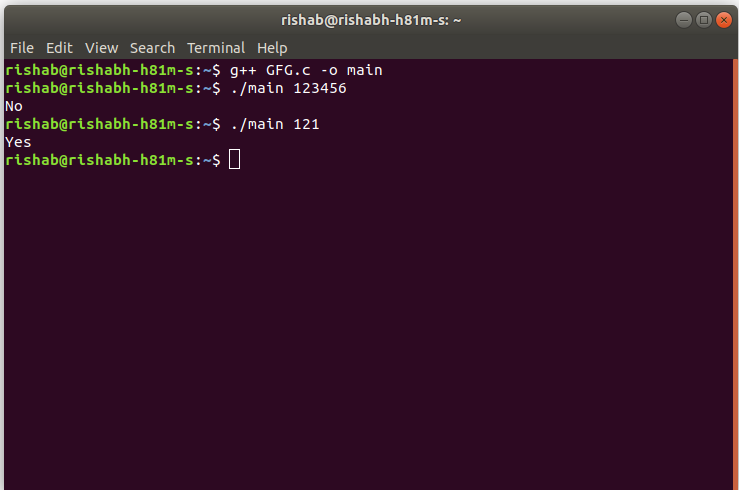 rishab@rishabh-h81m-s: ~
File Edit View Search Terminal Help
rishab@rishabh-h81m-s:~$ g++ GFG.c -o main
rishab@rishabh-h81m-s:~$ ./main 123456
No
rishab@rishabh-h81m-s:~$ ./main 121
Yes
rishab@rishabh-h81m-s:~$